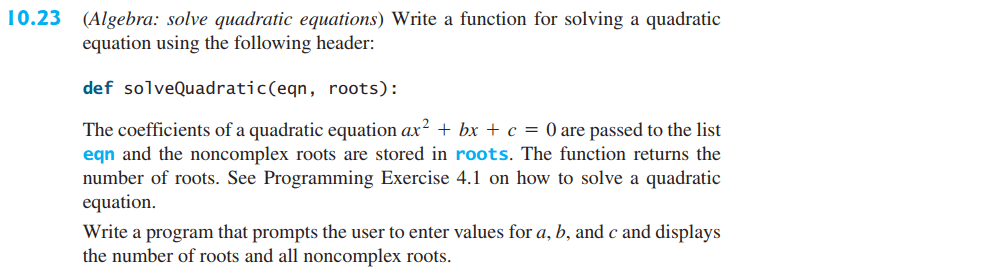 10.23 (Algebra: solve quadratic equations) Write a function for solving a quadratic
equation using the following header:
def solveQuadratic(eqn, roots):
The coefficients of a quadratic equation ax² + bx + c = 0 are passed to the list
eqn and the noncomplex roots are stored in roots. The function returns the
number of roots. See Programming Exercise 4.1 on how to solve a quadratic
equation.
Write a program that prompts the user to enter values for a, b, and c and displays
the number of roots and all noncomplex roots.